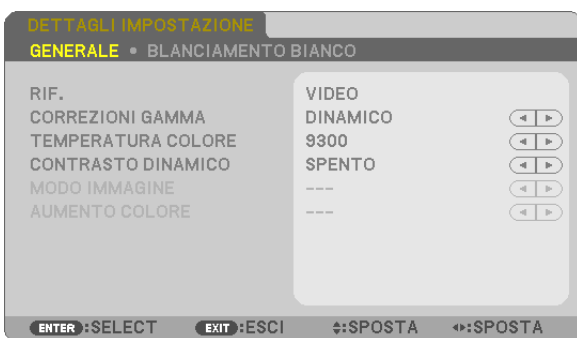 DETTAGLI IMPOSTAZIONE
GENERALE • BLANCIAMENTO BIANCO
RIF. VIDEO
CORREZIONI GAMMA DINAMICO
TEMPERATURA COLORE 9300
CONTRASTO DINAMICO SPENTO
MODO IMMAGINE ---
AUMENTO COLORE ---
ENTER :SELECT EXIT :ESCI :SPOSTA :SPOSTA